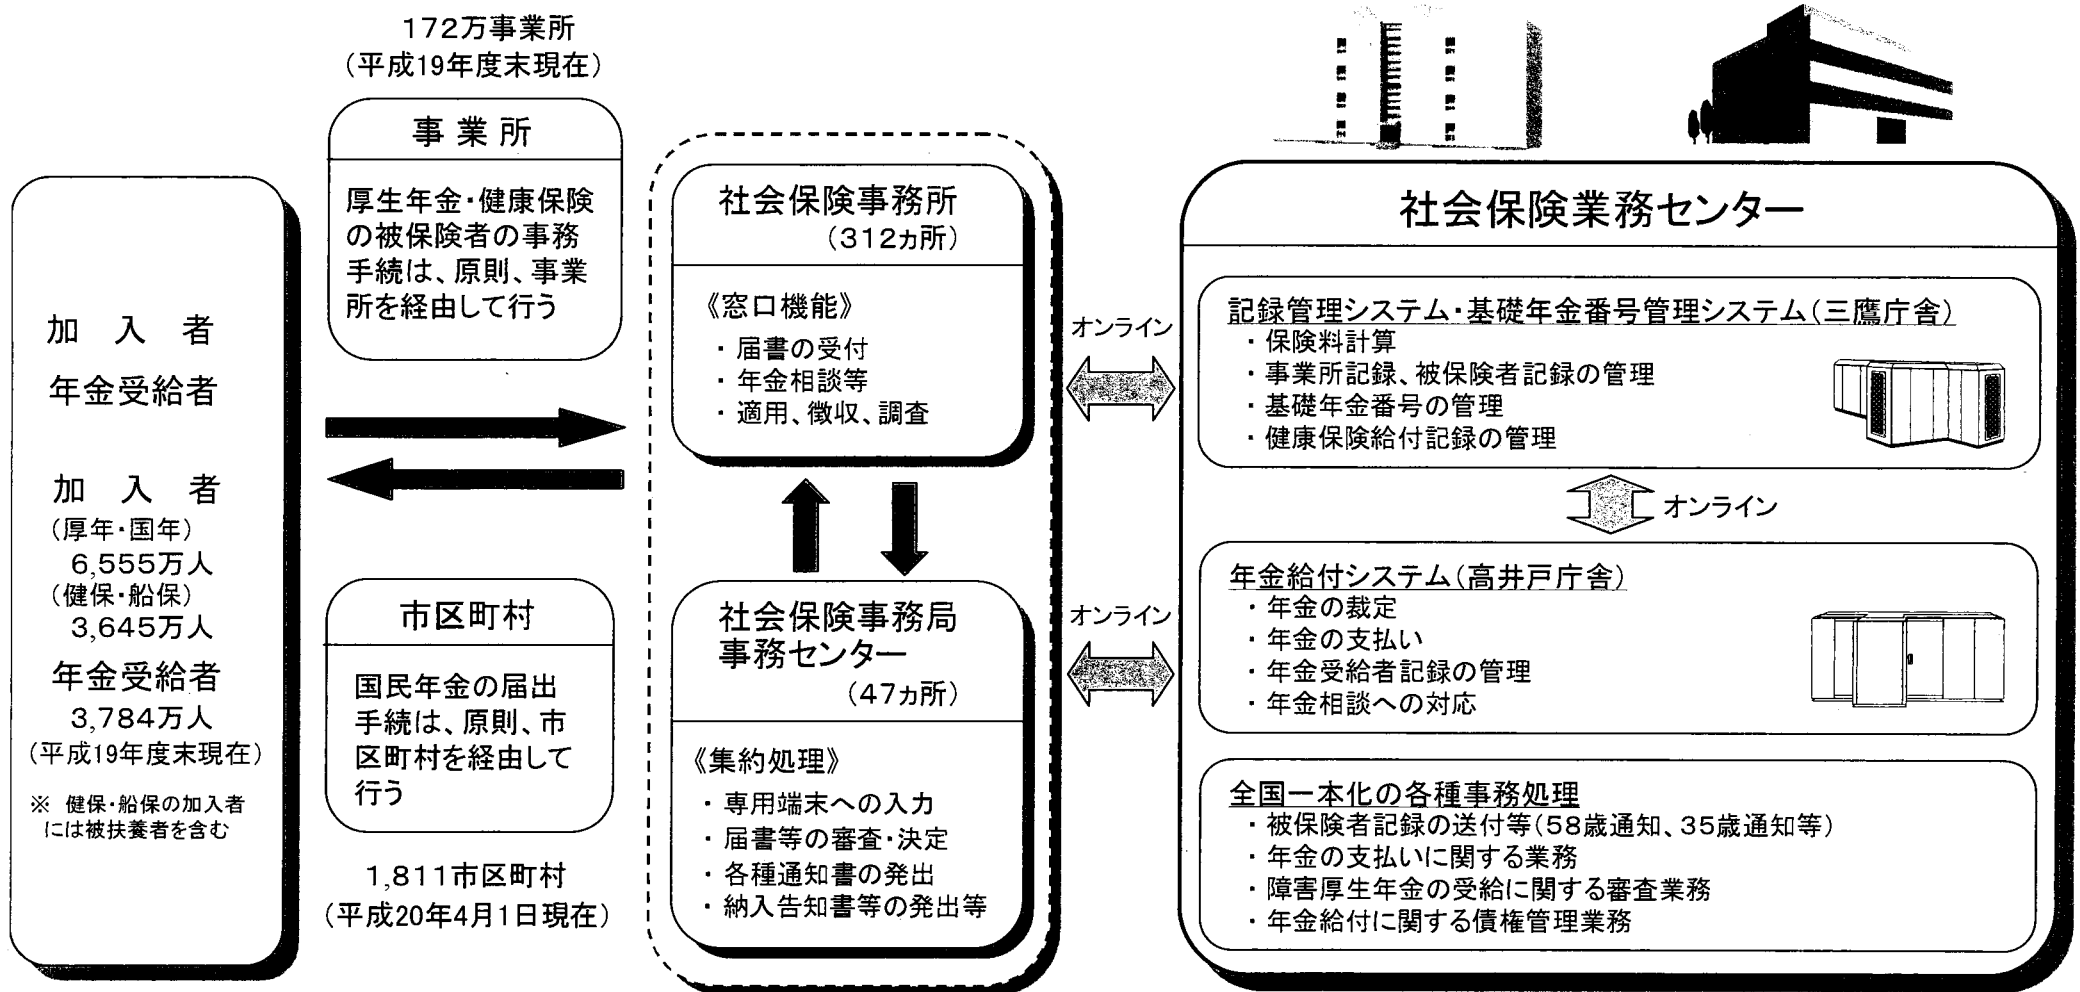 172万事業所
(平成19年度末現在)
事業所
厚生年金・健康保険
の被保険者の事務
手続は、原則、事業
所を経由して行う
加入者
年金受給者
加入者
(厚年・国年)
6,555万人
(健保・船保)
3,645万人
年金受給者
3,784万人
(平成19年度末現在)
※ 健保・船保の加入者
には被扶養者を含む
市区町村
国民年金の届出
手続は、原則、市
区町村を経由して
行う
1,811市区町村
(平成20年4月1日現在)
社会保険事務所
(312ヵ所)
《窓口機能》
・届書の受付
・年金相談等
・適用、徴収、調査
社会保険事務局
事務センター
(47ヵ所)
《集約処理》
・専用端末への入力
・届書等の審査・決定
・各種通知書の発出
・納入告知書等の発出等
オンライン
オンライン
社会保険業務センター
記録管理システム・基礎年金番号管理システム(三鷹庁舎)
・保険料計算
・事業所記録、被保険者記録の管理
・基礎年金番号の管理
・健康保険給付記録の管理
オンライン
年金給付システム(高井戸庁舎)
・年金の裁定
・年金の支払い
・年金受給者記録の管理
・年金相談への対応
全国一本化の各種事務処理
・被保険者記録の送付等(58歳通知、35歳通知等)
・年金の支払いに関する業務
・障害厚生年金の受給に関する審査業務
・年金給付に関する債権管理業務